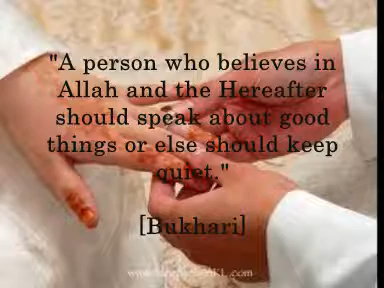 "A person who believes in
Allah and the Hereafter
should speak about good
things or else should keep
quiet."
[Bukhari]